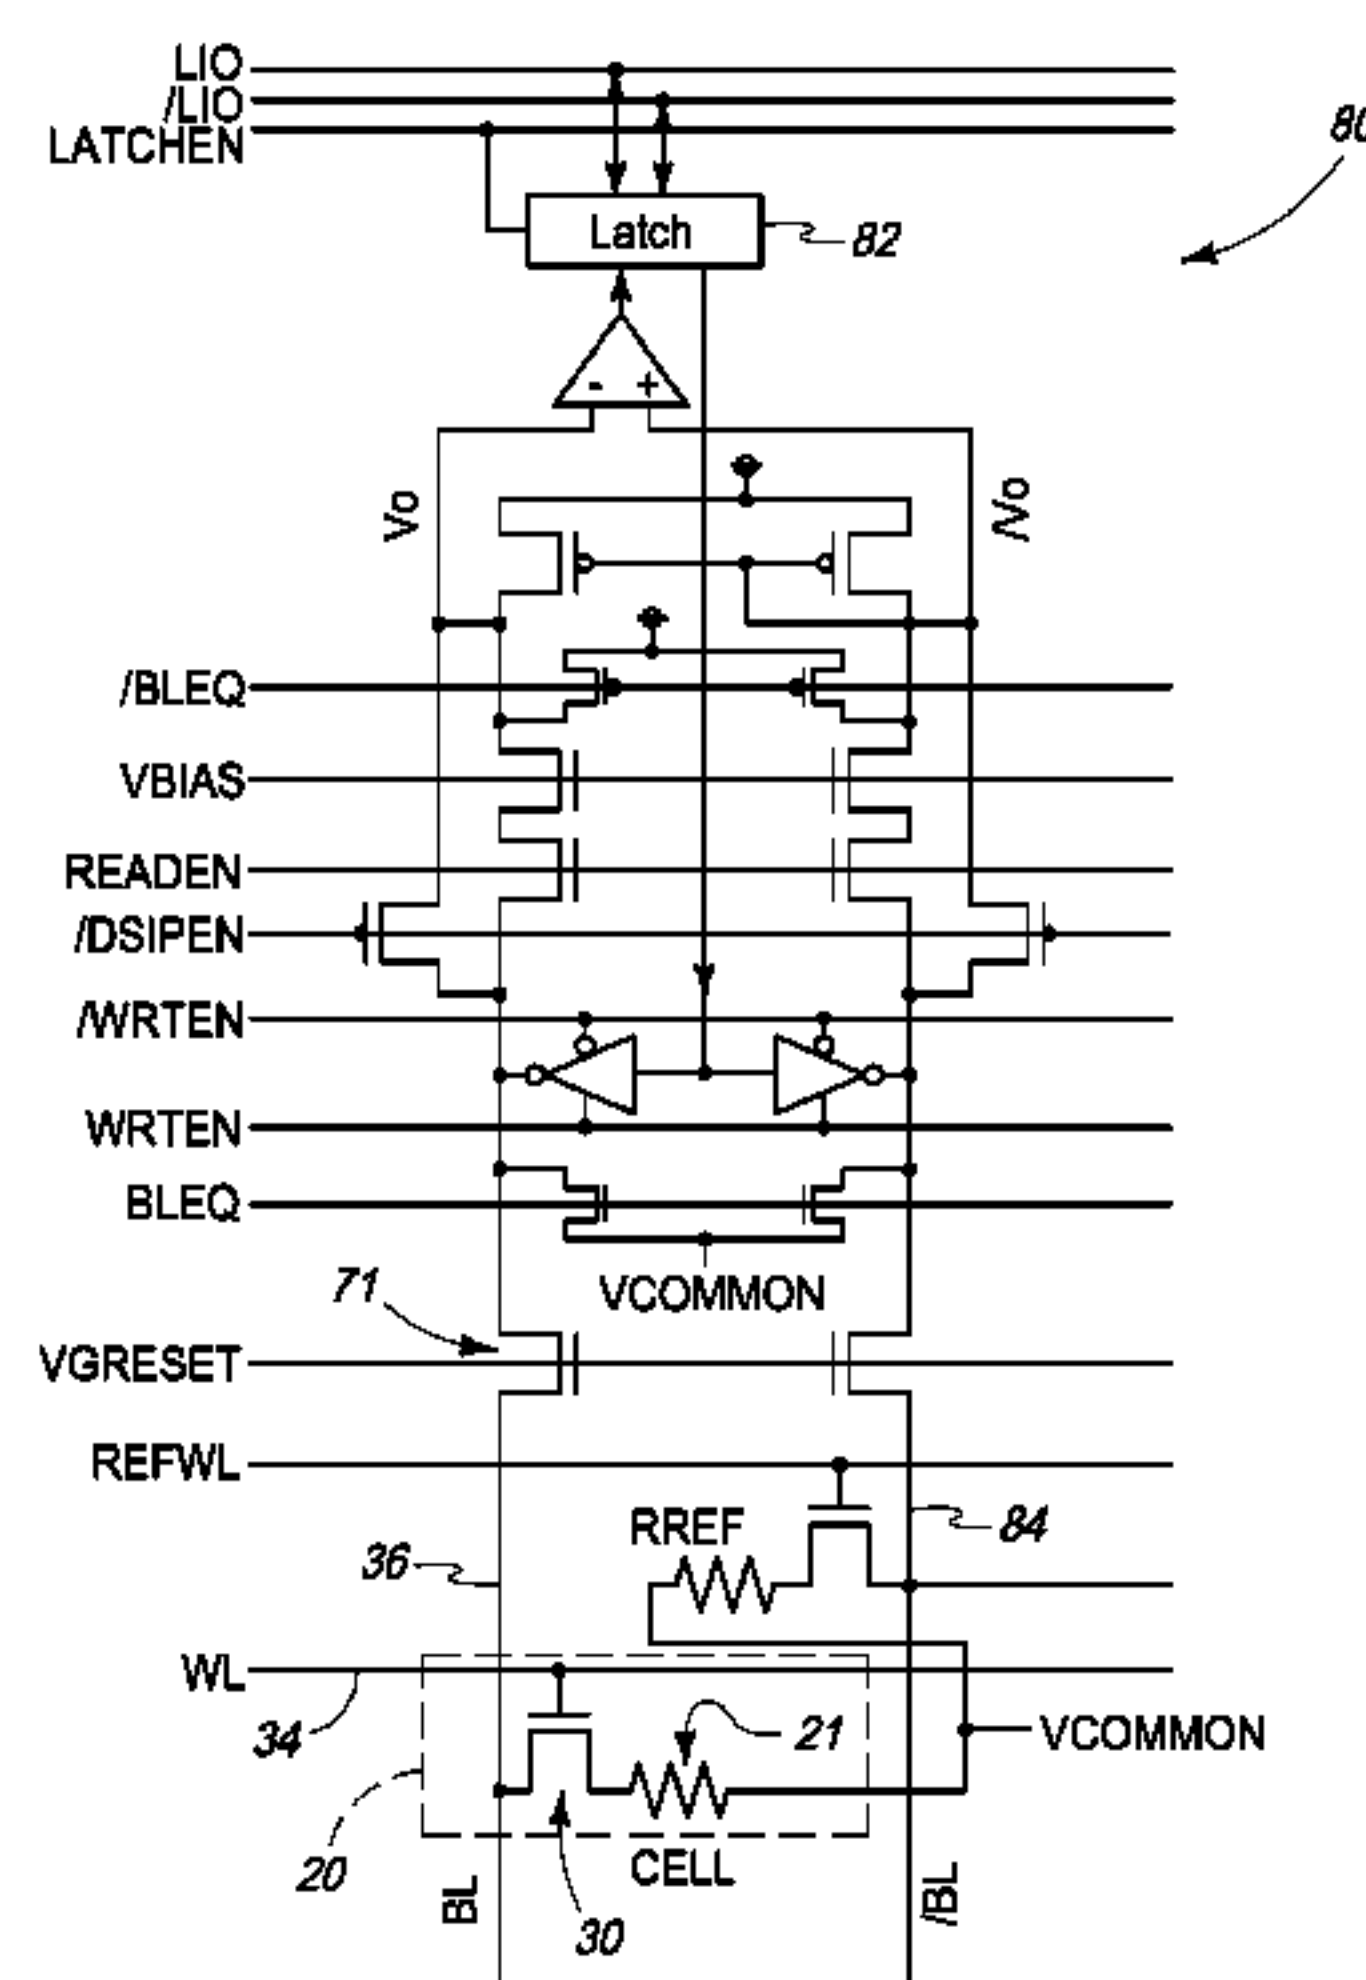 LIO
/LIO
LATCHEN
80
Latch
82
- +
Vo
/Vo
/BLEQ
VBIAS
READEN
/DSIPEN
/WRTEN
WRTEN
BLEQ
VCOMMON
71
VGRESET
REFWL
RREF
84
36
WL
34
21
VCOMMON
20
CELL
BL
/BL
30